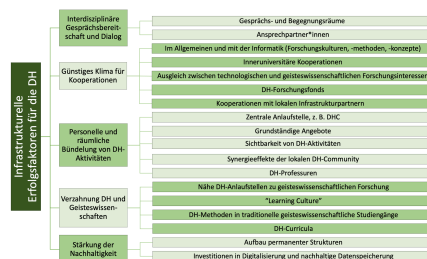 Infrastrukturelle
Erfolgsfaktoren für die DH
Interdisziplinäre
Gesprächsbereit-
schaft und Dialog
Gesprächs- und Begegnungsräume
Ansprechpartner*innen
Günstiges Klima für
Kooperationen
Im Allgemeinen und mit der Informatik (Forschungskulturen, -methoden, -konzepte)
Inneruniversitäre Kooperationen
Ausgleich zwischen technologischen und geisteswissenschaftlichen Forschungsinteressen
DH-Forschungsfonds
Kooperationen mit lokalen Infrastrukturpartnern
Personelle und
räumliche
Bündelung von DH-
Aktivitäten
Zentrale Anlaufstelle, z. B. DHC
Grundständige Angebote
Sichtbarkeit von DH-Aktivitäten
Synergieeffekte der lokalen DH-Community
DH-Professuren
Verzahnung DH und
Geisteswissen-
schaften
Nähe DH-Anlaufstellen zu geisteswissenschaftlichen Forschung
"Learning Culture"
DH-Methoden in traditionelle geisteswissenschaftliche Studiengänge
DH-Curricula
Stärkung der
Nachhaltigkeit
Aufbau permanenter Strukturen
Investitionen in Digitalisierung und nachhaltige Datenspeicherung